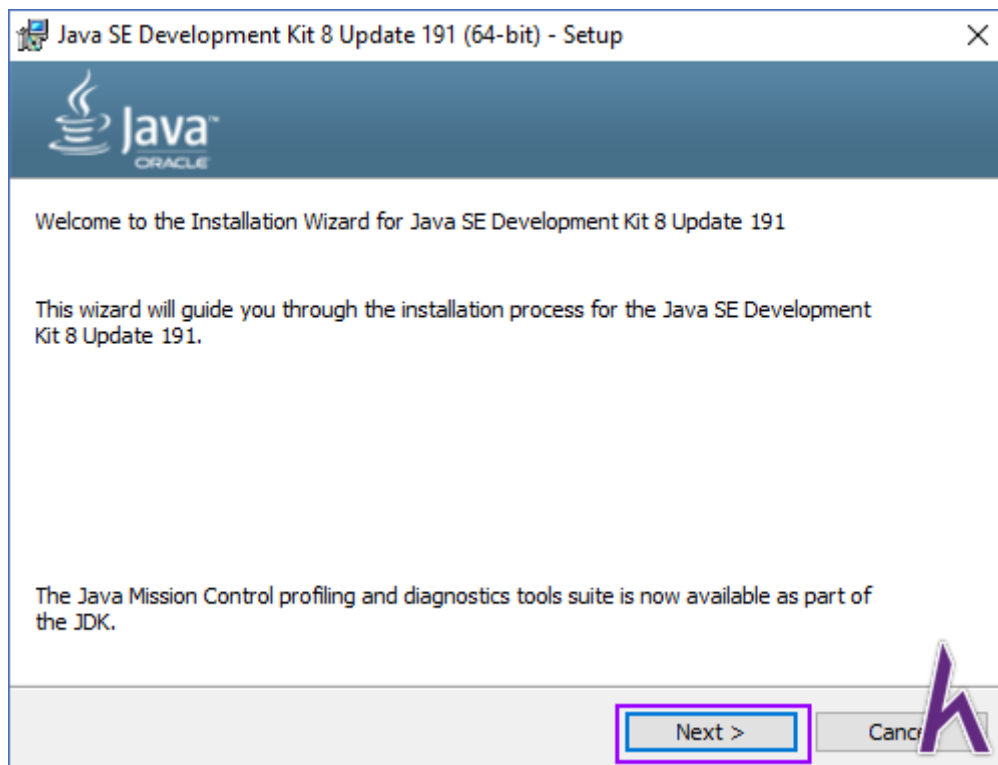 Java SE Development Kit 8 Update 191 (64-bit) - Setup
Java™
ORACLE
Welcome to the Installation Wizard for Java SE Development Kit 8 Update 191
This wizard will guide you through the installation process for the Java SE Development
Kit 8 Update 191.
The Java Mission Control profiling and diagnostics tools suite is now available as part of
the JDK.
Next >
h